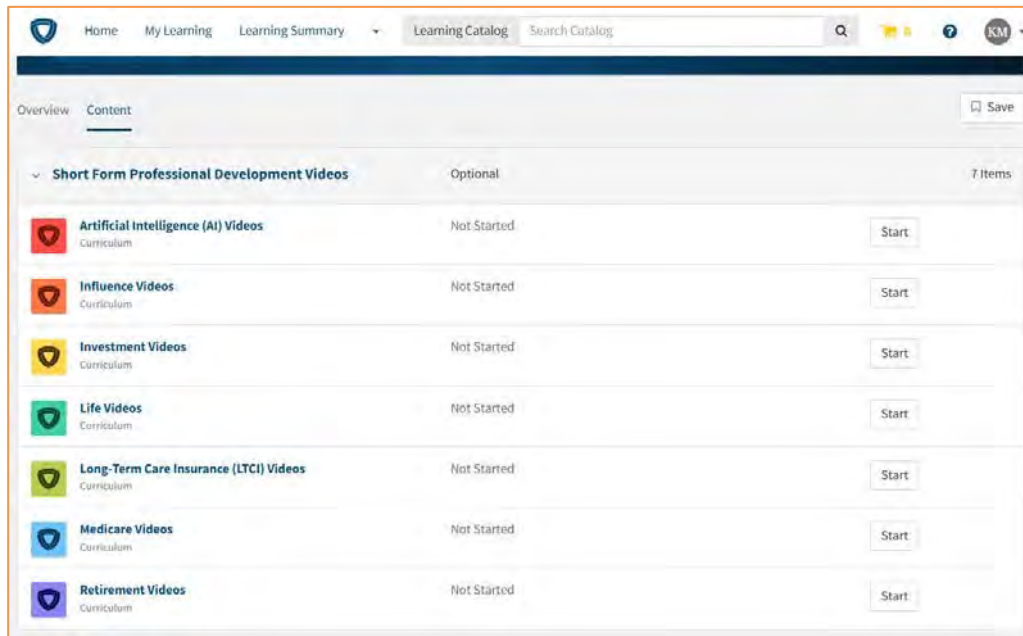 Home My Learning Learning Summary Learning Catalog Search Catalog 0 ? KM
Overview Content Save
Short Form Professional Development Videos Optional 7 Items
Artificial Intelligence (AI) Videos Not Started Start
Curriculum
Influence Videos Not Started Start
Curriculum
Investment Videos Not Started Start
Curriculum
Life Videos Not Started Start
Curriculum
Long-Term Care Insurance (LTCI) Videos Not Started Start
Curriculum
Medicare Videos Not Started Start
Curriculum
Retirement Videos Not Started Start
Curriculum